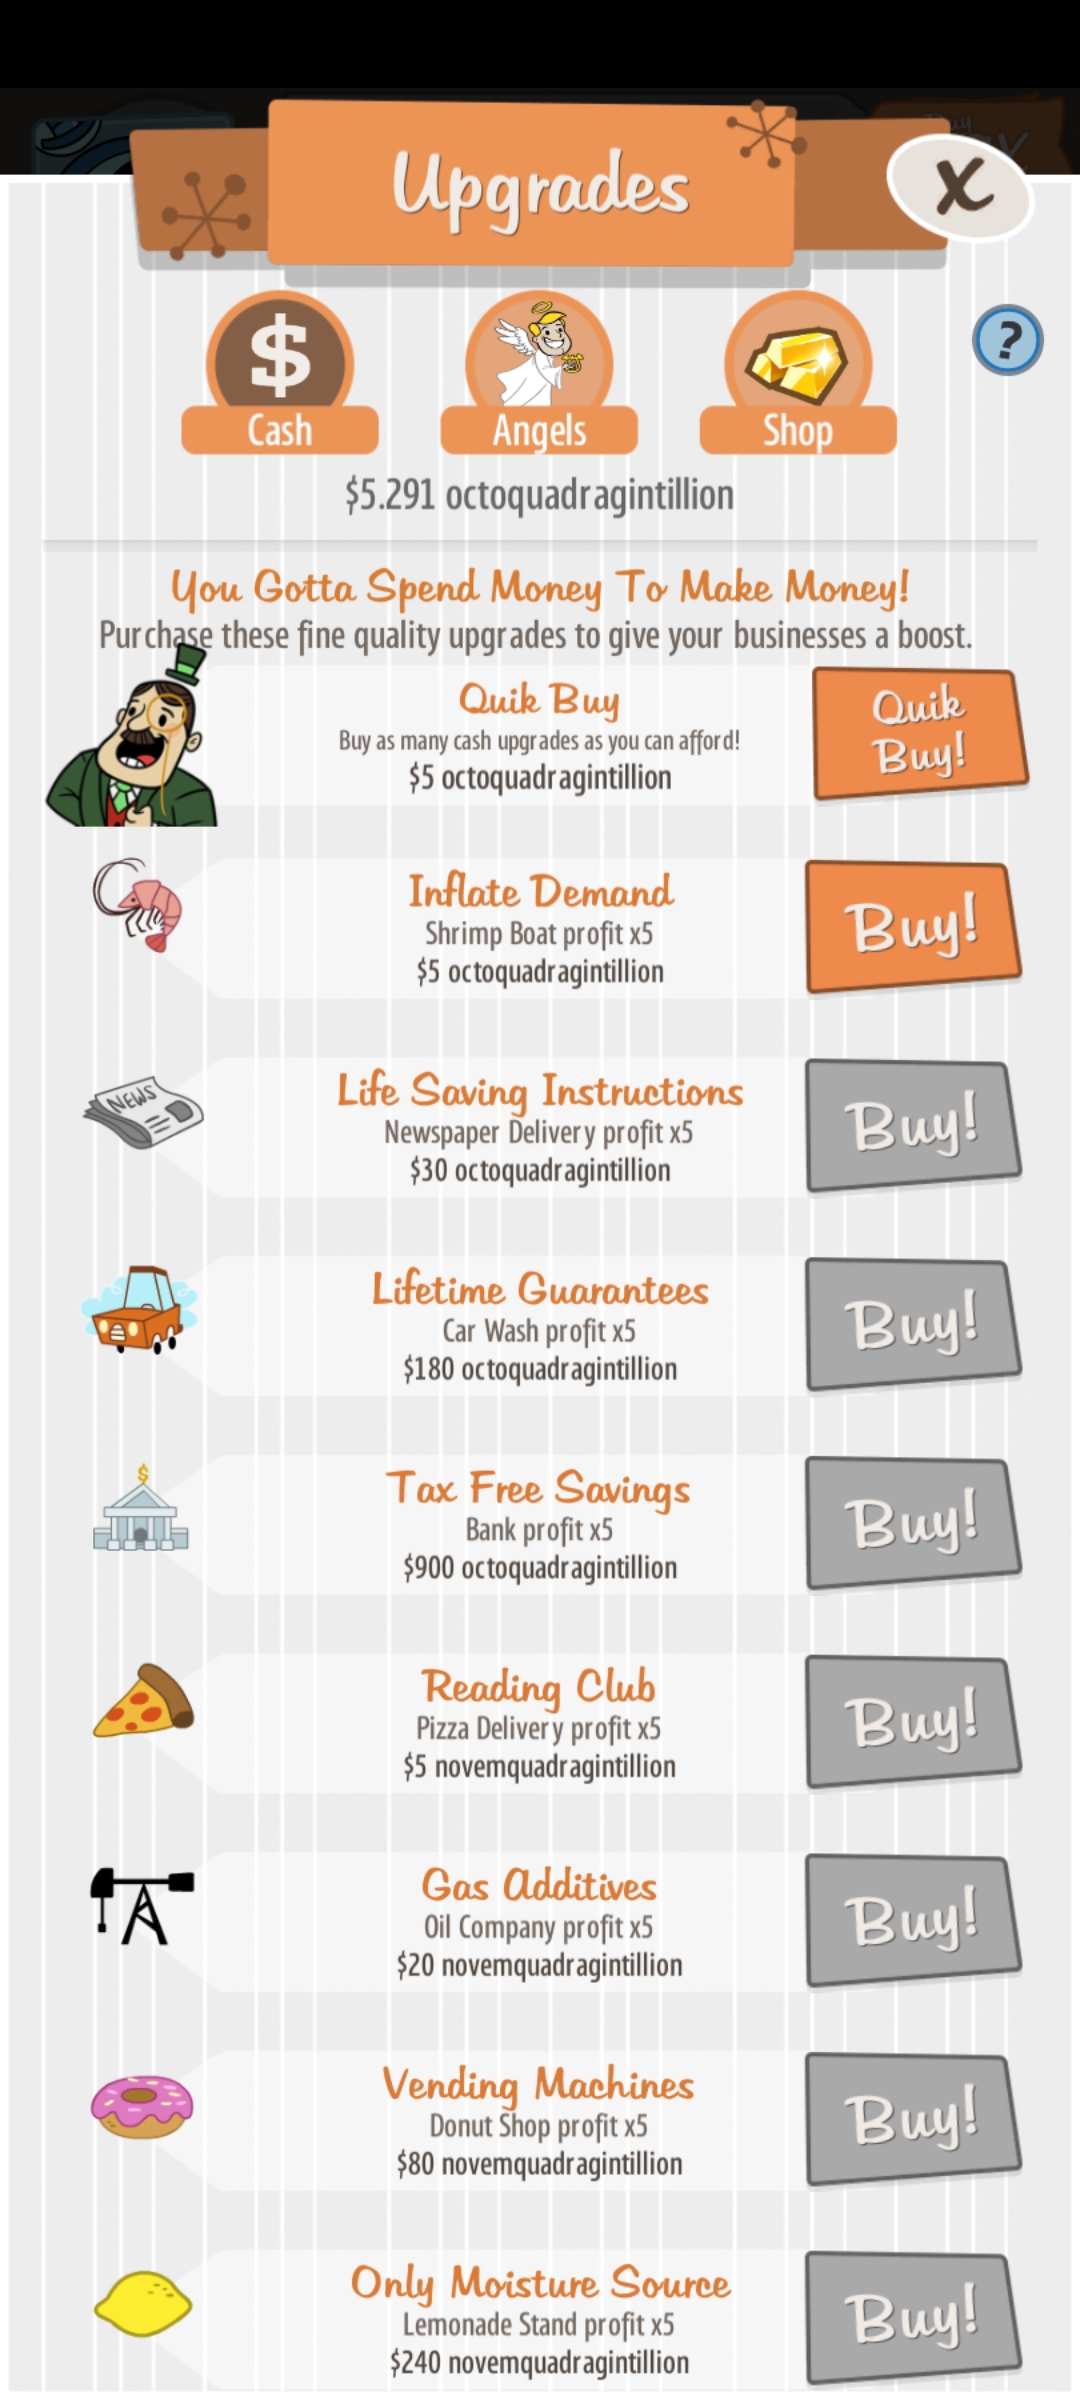 Upgrades
X
$
?
Cash
Angels
Shop
$5.291 octoquadragintillion
You Gotta Spend Money To Make Money!
Purchase these fine quality upgrades to give your businesses a boost.
Quik Buy
Buy as many cash upgrades as you can afford!
$5 octoquadragintillion
Quik
Buy!
Inflate Demand
Shrimp Boat profit x5
$5 octoquadragintillion
Buy!
NEWS
Life Saving Instructions
Newspaper Delivery profit x5
$30 octoquadragintillion
Buy!
Lifetime Guarantees
Car Wash profit x5
$180 octoquadragintillion
Buy!
$
Tax Free Savings
Bank profit x5
$900 octoquadragintillion
Buy!
Reading Club
Pizza Delivery profit x5
$5 novemquadragintillion
Buy!
Gas Additives
Oil Company profit x5
$20 novemquadragintillion
Buy!
Vending Machines
Donut Shop profit x5
$80 novemquadragintillion
Buy!
Only Moisture Source
Lemonade Stand profit x5
$240 novemquadragintillion
Buy!